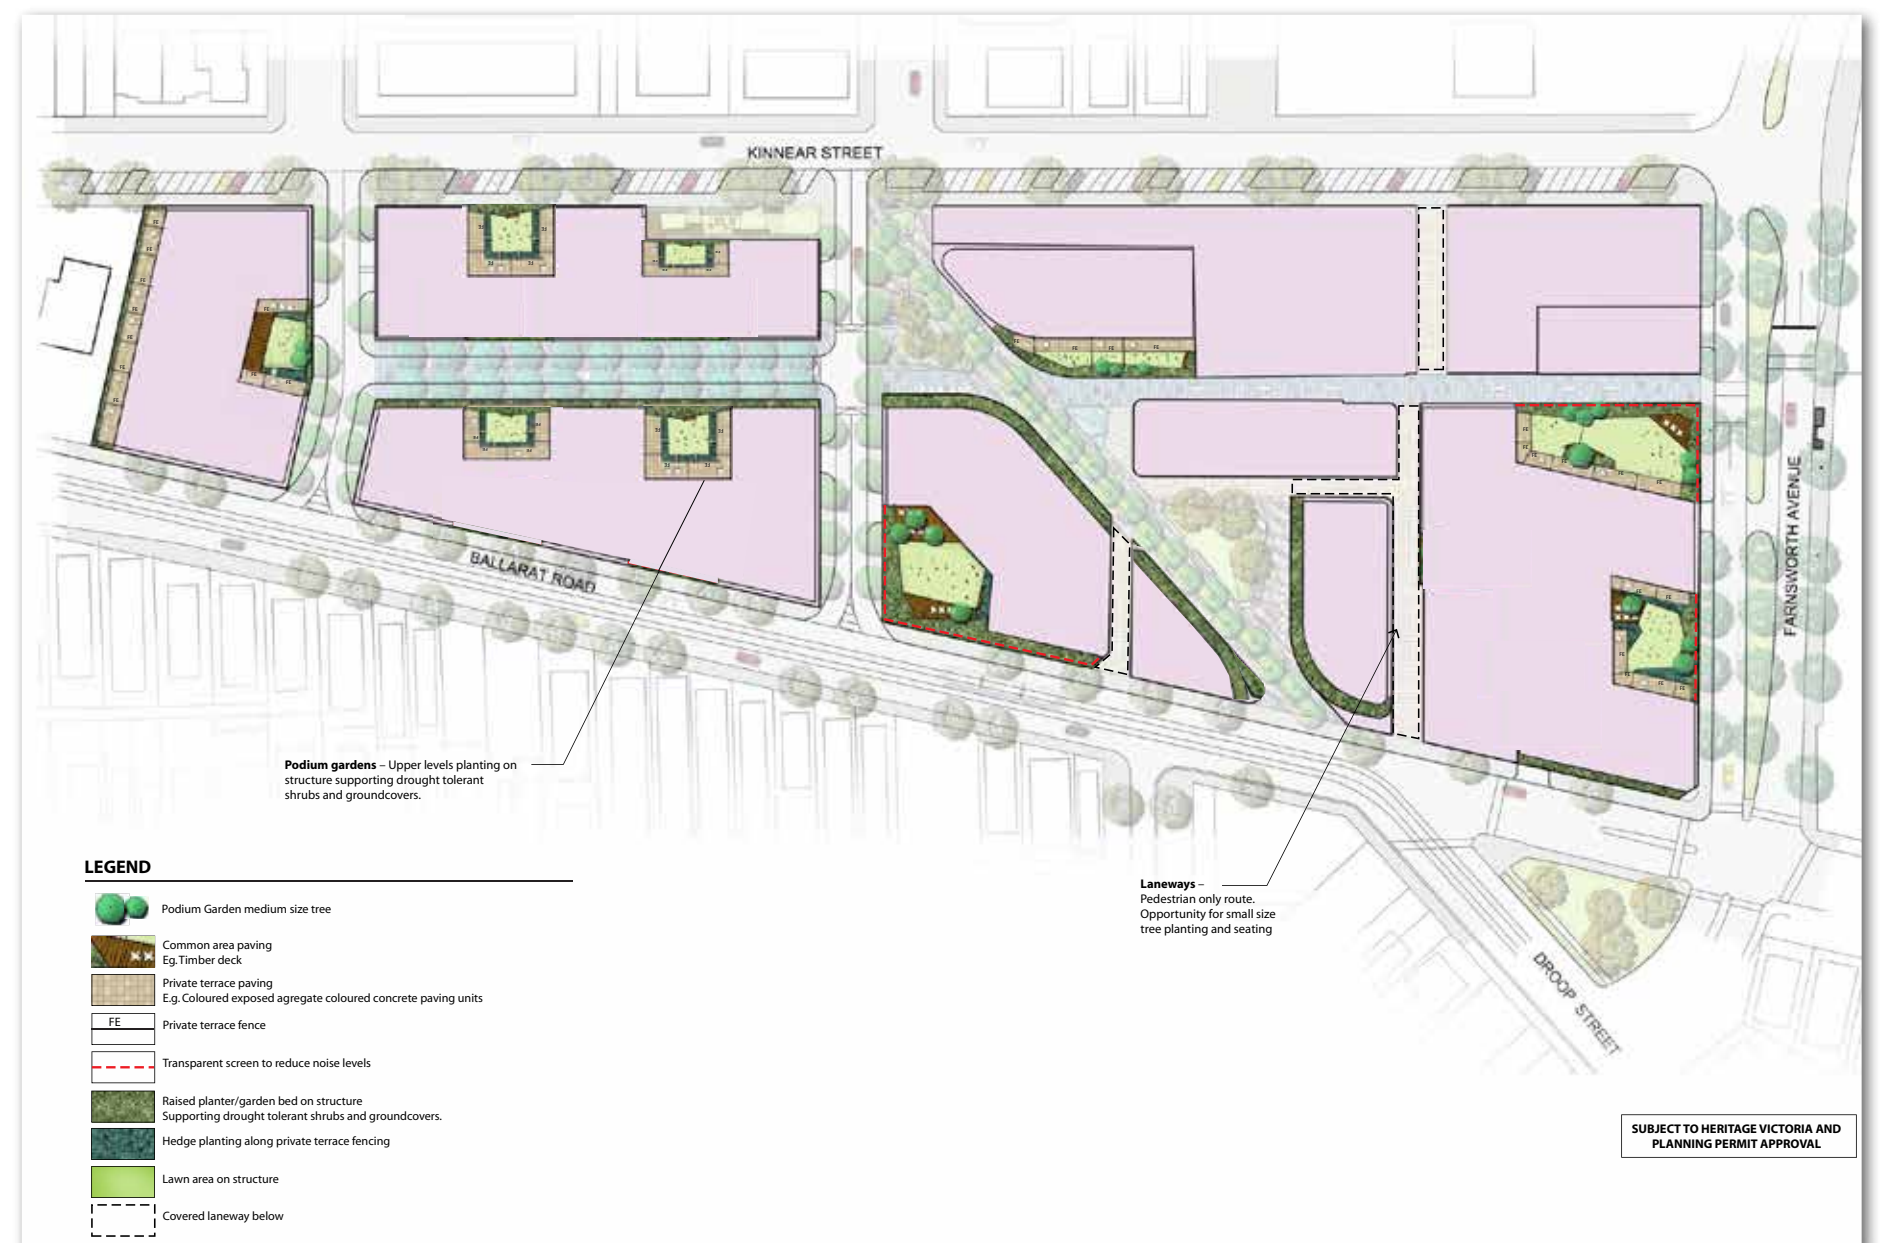 KINNEAR STREET
BALLARAT ROAD
FARNSWORTH AVENUE
Podium gardens – Upper levels planting on
structure supporting drought tolerant
shrubs and groundcovers.
Laneways –
Pedestrian only route.
Opportunity for small size
tree planting and seating
DROOP STREET
LEGEND
Podium Garden medium size tree
Common area paving
Eg. Timber deck
Private terrace paving
E.g. Coloured exposed agregate coloured concrete paving units
FE
Private terrace fence
Transparent screen to reduce noise levels
Raised planter/garden bed on structure
Supporting drought tolerant shrubs and groundcovers.
Hedge planting along private terrace fencing
Lawn area on structure
Covered laneway below
SUBJECT TO HERITAGE VICTORIA AND
PLANNING PERMIT APPROVAL